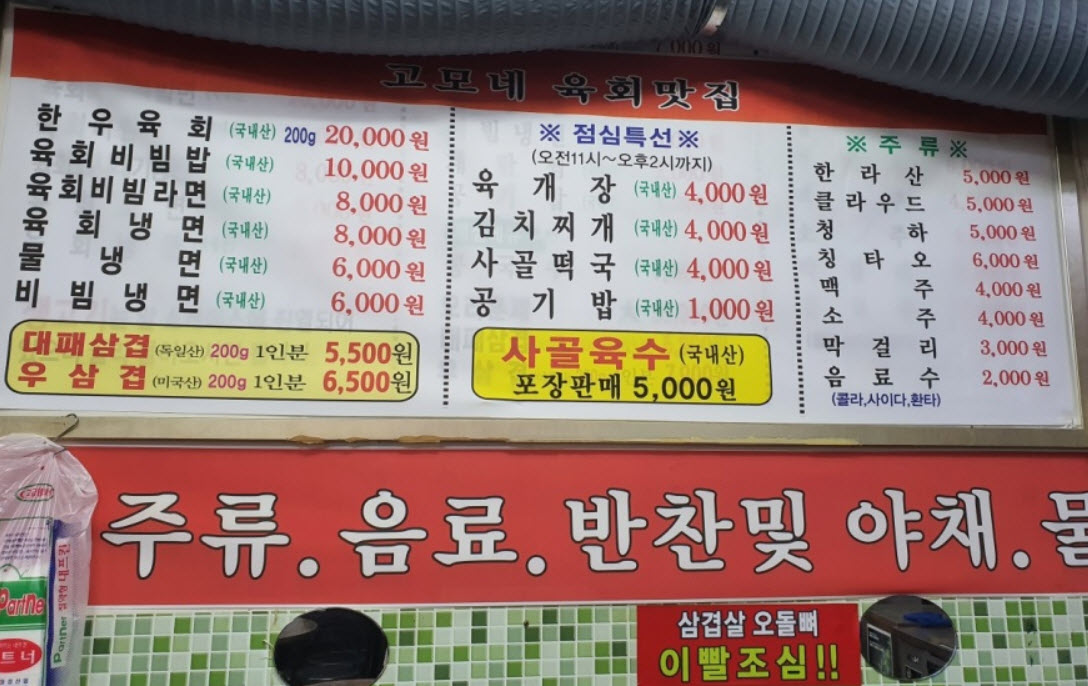 7,000원
고모네 육회맛집
한우육회 (국내산) 200g 20,000원
육회비빔밥 (국내산) 10,000원
육회비빔라면 (국내산) 8,000원
육회냉면 (국내산) 8,000원
물냉면 (국내산) 6,000원
비빔냉면 (국내산) 6,000원
대패삼겹 (독일산) 200g 1인분 5,500원
우삼겹 (미국산) 200g 1인분 6,500원
※ 점심특선 ※
(오전11시~오후2시까지)
육개장 (국내산) 4,000원
김치찌개 (국내산) 4,000원
사골떡국 (국내산) 4,000원
공기밥 (국내산) 1,000원
사골육수 (국내산)
포장판매 5,000원
※ 주류 ※
한라산 5,000원
클라우드 5,000원
청하 5,000원
칭타오 6,000원
맥주 4,000원
소주 4,000원
막걸리 3,000원
음료수 2,000원
(콜라,사이다,환타)
주류. 음료. 반찬및 야채. 물
삼겹살 오돌뼈
이빨조심!!
Partner
트너